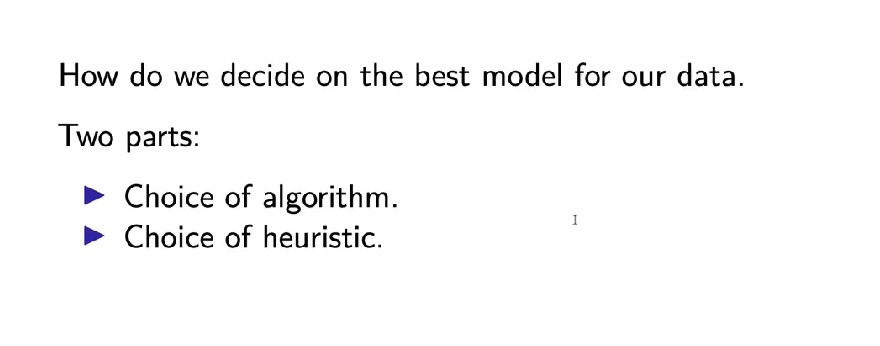 How do we decide on the best model for our data.
Two parts:
Choice of algorithm.
Choice of heuristic.